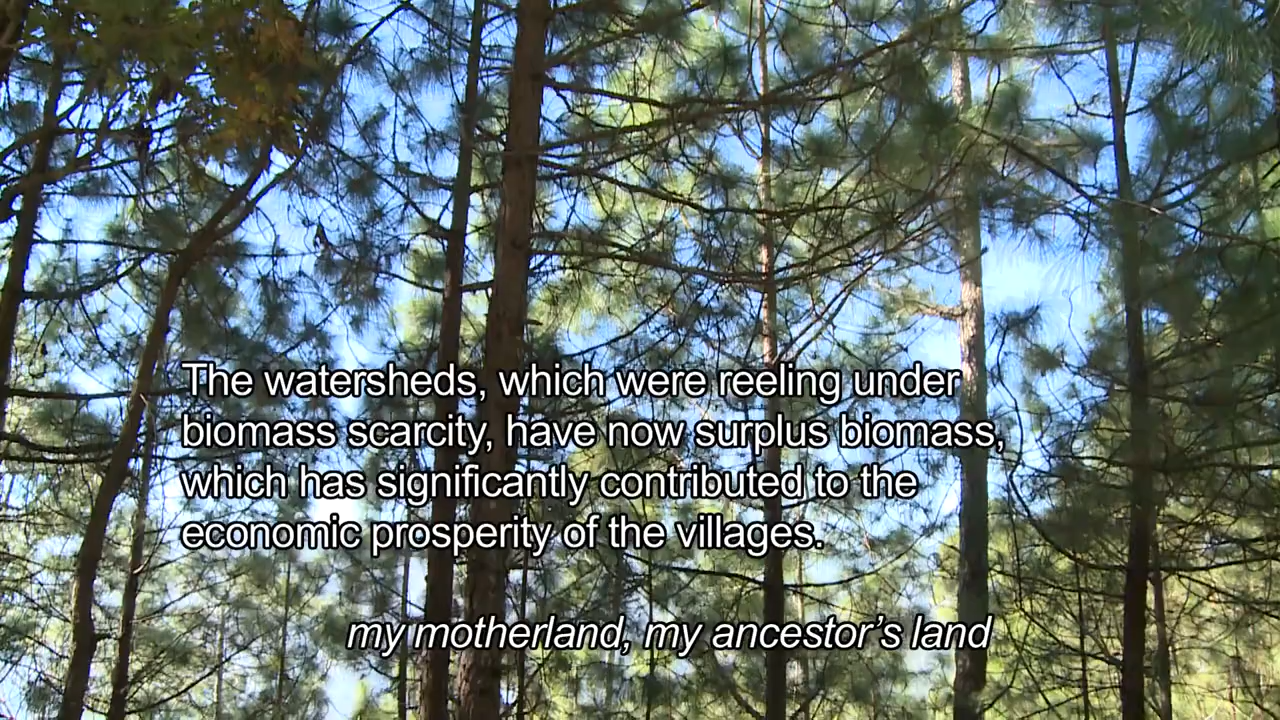 The watersheds, which were reeling under
biomass scarcity, have now surplus biomass,
which has significantly contributed to the
economic prosperity of the villages.
my motherland, my ancestor’s land